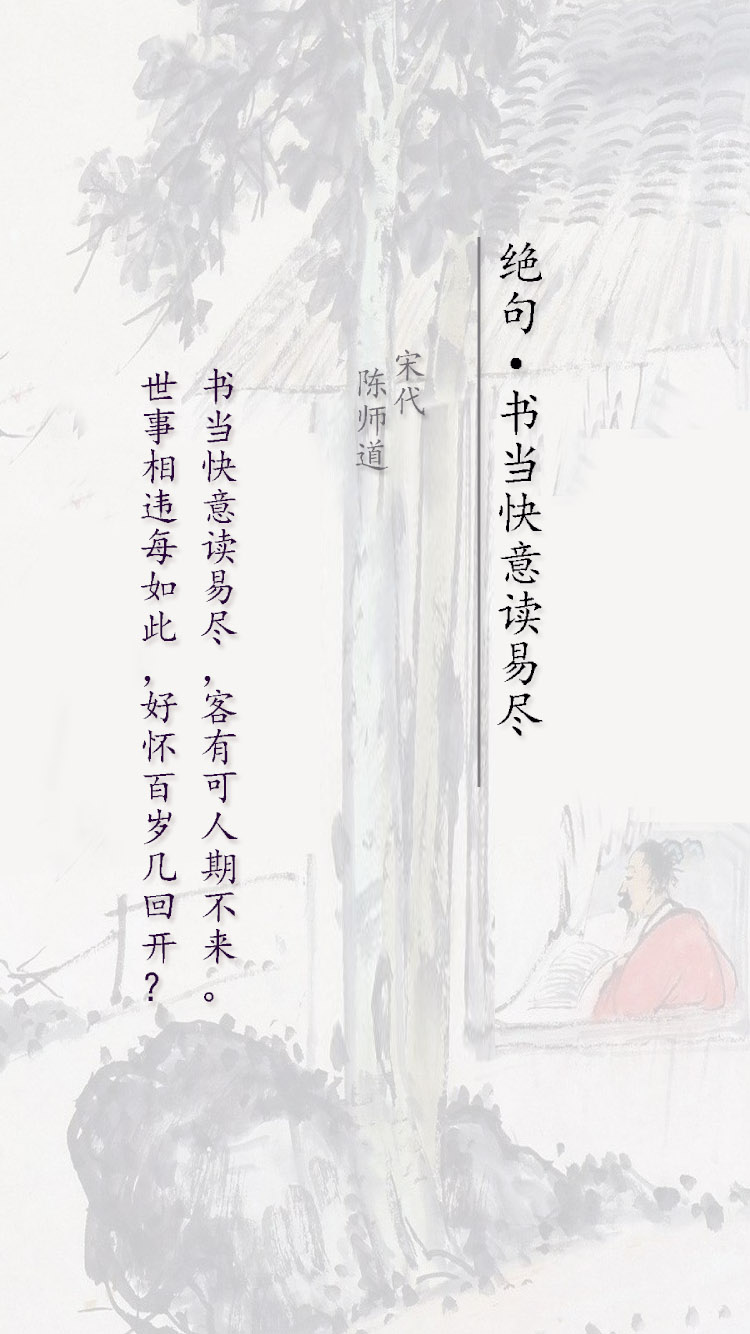 绝句·书当快意读易尽
宋代
陈师道
书当快意读易尽，客有可人期不来。
世事相违每如此，好怀百岁几回开？